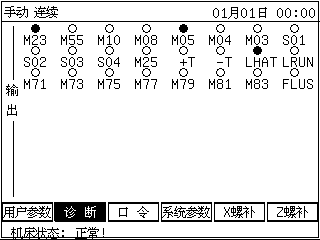 手动 连续 01月01日 00:00
M23 M55 M10 M08 M05 M04 M03 S01
S02 S03 S04 M25 +T -T LHAT LRUN
M71 M73 M75 M77 M79 M81 M83 FLUS
输出
用户参数 诊断 口令 系统参数 X螺补 Z螺补
机床状态: 正常!